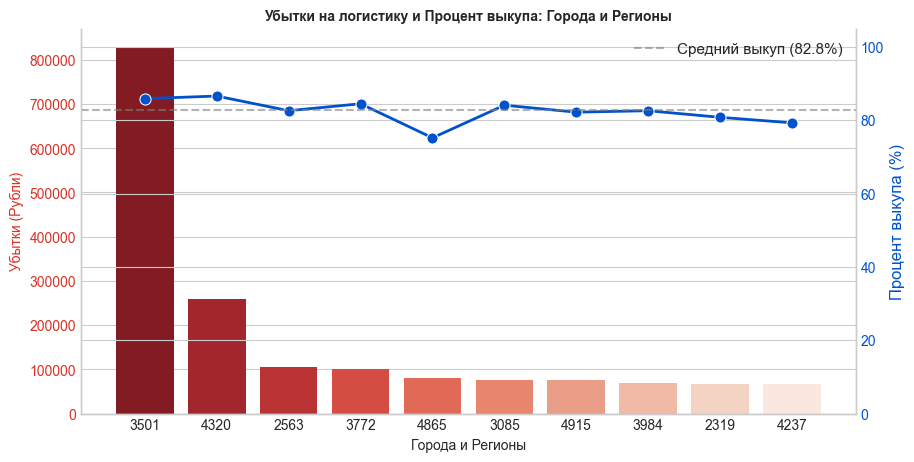 Убытки на логистику и Процент выкупа: Города и Регионы
Средний выкуп (82.8%)
Убытки (Рубли)
800000
700000
600000
500000
400000
300000
200000
100000
0
Процент выкупа (%)
100
80
60
40
20
0
3501 4320 2563 3772 4865 3085 4915 3984 2319 4237
Города и Регионы